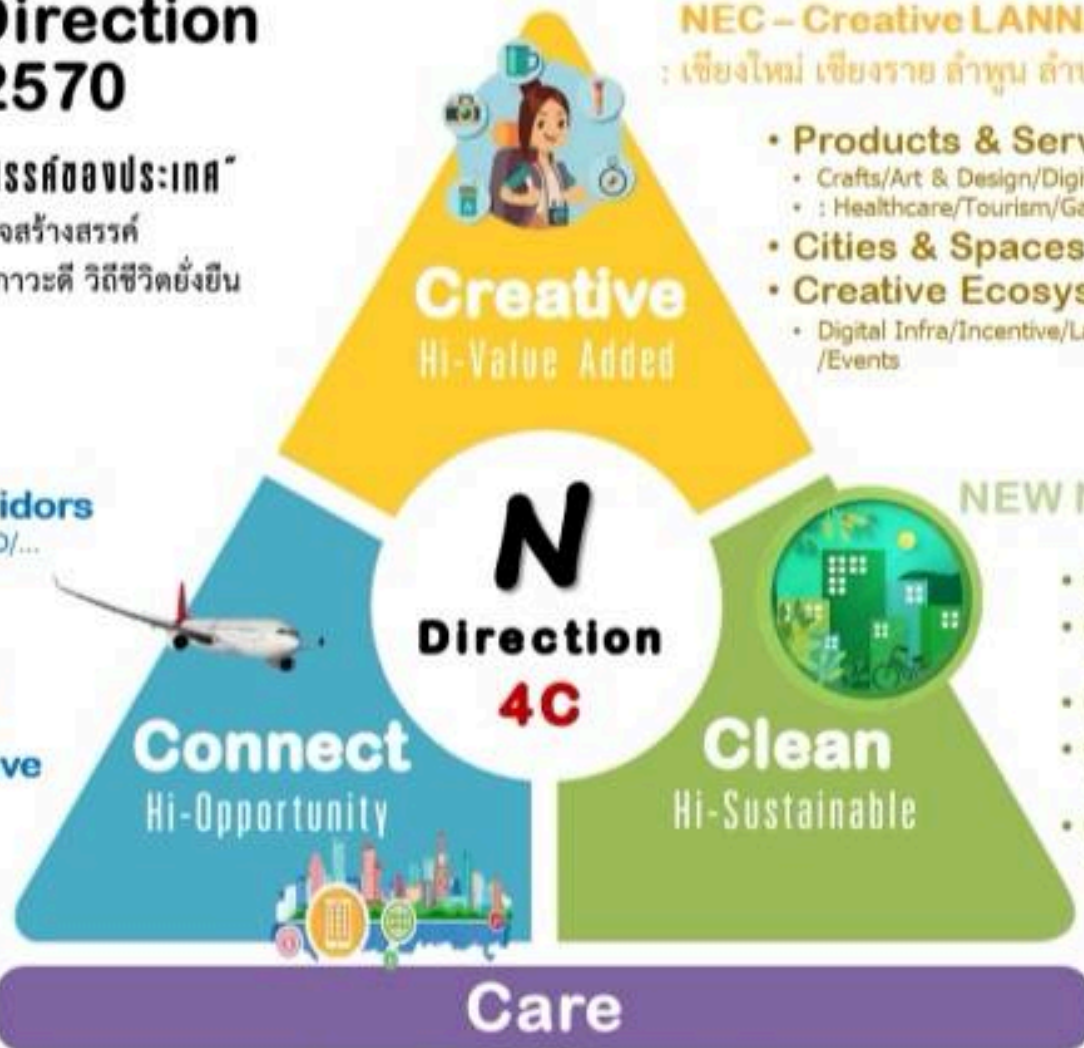 Direction
2570
NEC – Creative LANN
: เชียงใหม่ เชียงราย ลำพูน ลำป
รรค์ของประเทศ"
จสร้างสรรค์
ภาวะดี วิถีชีวิตยั่งยืน
• Products & Serv
• Crafts/Art & Design/Digi
• : Healthcare/Tourism/Ga
• Cities & Spaces
• Creative Ecosys
• Digital Infra/Incentive/La
/Events
Creative
Hi-Value Added
idors
/...
NEW
N
Direction
4C
ve
Connect
Hi-Opportunity
Clean
Hi-Sustainable
Care